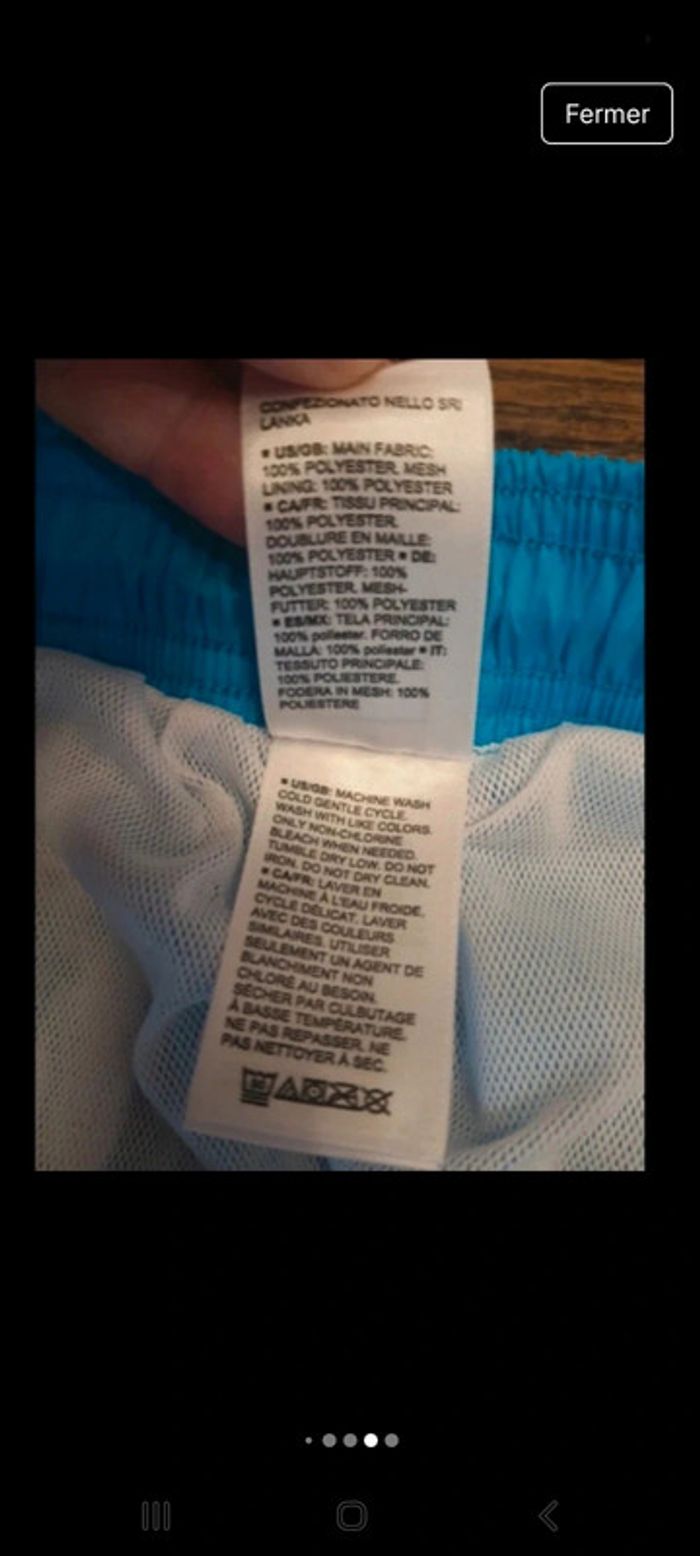 Fermer
CONFEZIONATO NELLO SRI
LANKA
▪ US/GB: MAIN FABRIC:
100% POLYESTER. MESH
LINING: 100% POLYESTER
▪ CA/FR: TISSU PRINCIPAL:
100% POLYESTER.
DOUBLURE EN MAILLE:
100% POLYESTER ▪ DE:
HAUPTSTOFF: 100%
POLYESTER. MESH-
FUTTER: 100% POLYESTER
▪ ES/MX: TELA PRINCIPAL:
100% poliester. FORRO DE
MALLA: 100% poliester ▪ IT:
TESSUTO PRINCIPALE:
100% POLIESTERE.
FODERA IN MESH: 100%
POLIESTERE
▪ US/GB: MACHINE WASH
COLD GENTLE CYCLE.
WASH WITH LIKE COLORS.
ONLY NON-CHLORINE
BLEACH WHEN NEEDED.
TUMBLE DRY LOW. DO NOT
IRON. DO NOT DRY CLEAN.
▪ CA/FR: LAVER EN
MACHINE À L'EAU FROIDE,
CYCLE DÉLICAT. LAVER
AVEC DES COULEURS
SIMILAIRES. UTILISER
SEULEMENT UN AGENT DE
BLANCHIMENT NON
CHLORÉ AU BESOIN.
SÉCHER PAR CULBUTAGE
À BASSE TEMPÉRATURE.
NE PAS REPASSER. NE
PAS NETTOYER À SEC.
30